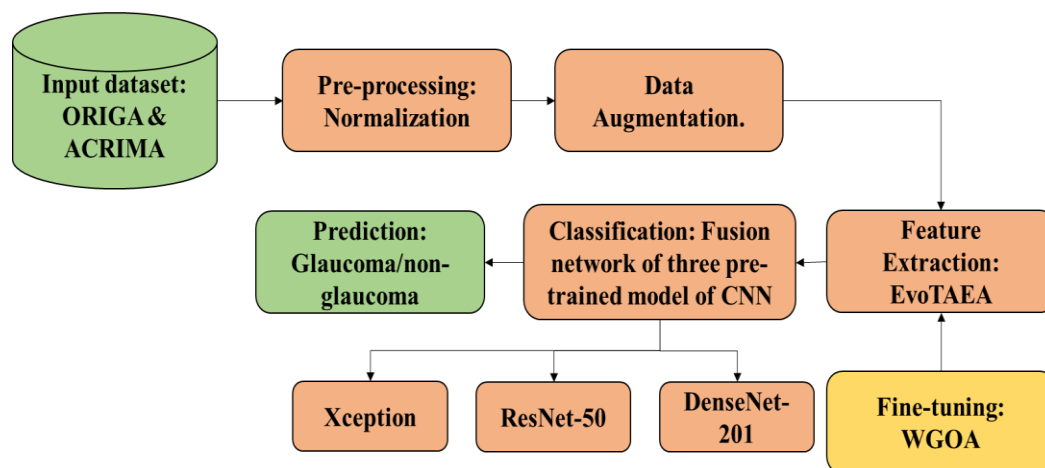 Input dataset:
ORIGA &
ACRIMA
Pre-processing:
Normalization
Data
Augmentation.
Prediction:
Glaucoma/non-
glaucoma
Classification: Fusion
network of three pre-
trained model of CNN
Feature
Extraction:
EvoTAEA
Xception
ResNet-50
DenseNet-
201
Fine-tuning:
WGOA